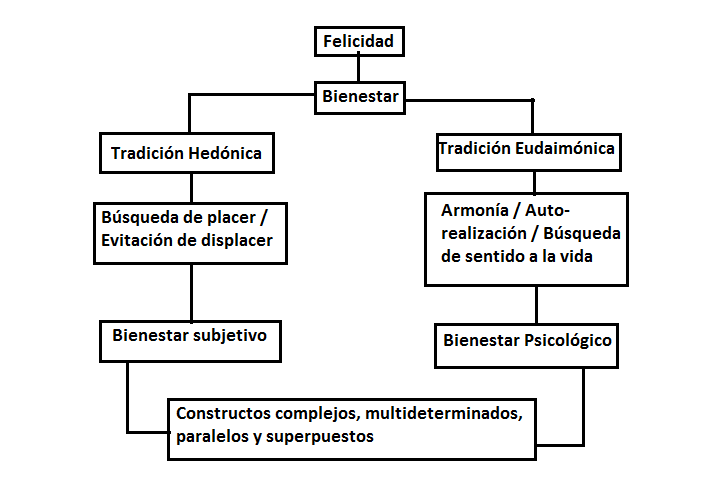 Felicidad
Bienestar
Tradición Hedónica
Tradición Eudaimónica
Búsqueda de placer /
Evitación de displacer
Armonía / Auto-
realización / Búsqueda
de sentido a la vida
Bienestar subjetivo
Bienestar Psicológico
Constructos complejos, multideterminados,
paralelos y superpuestos